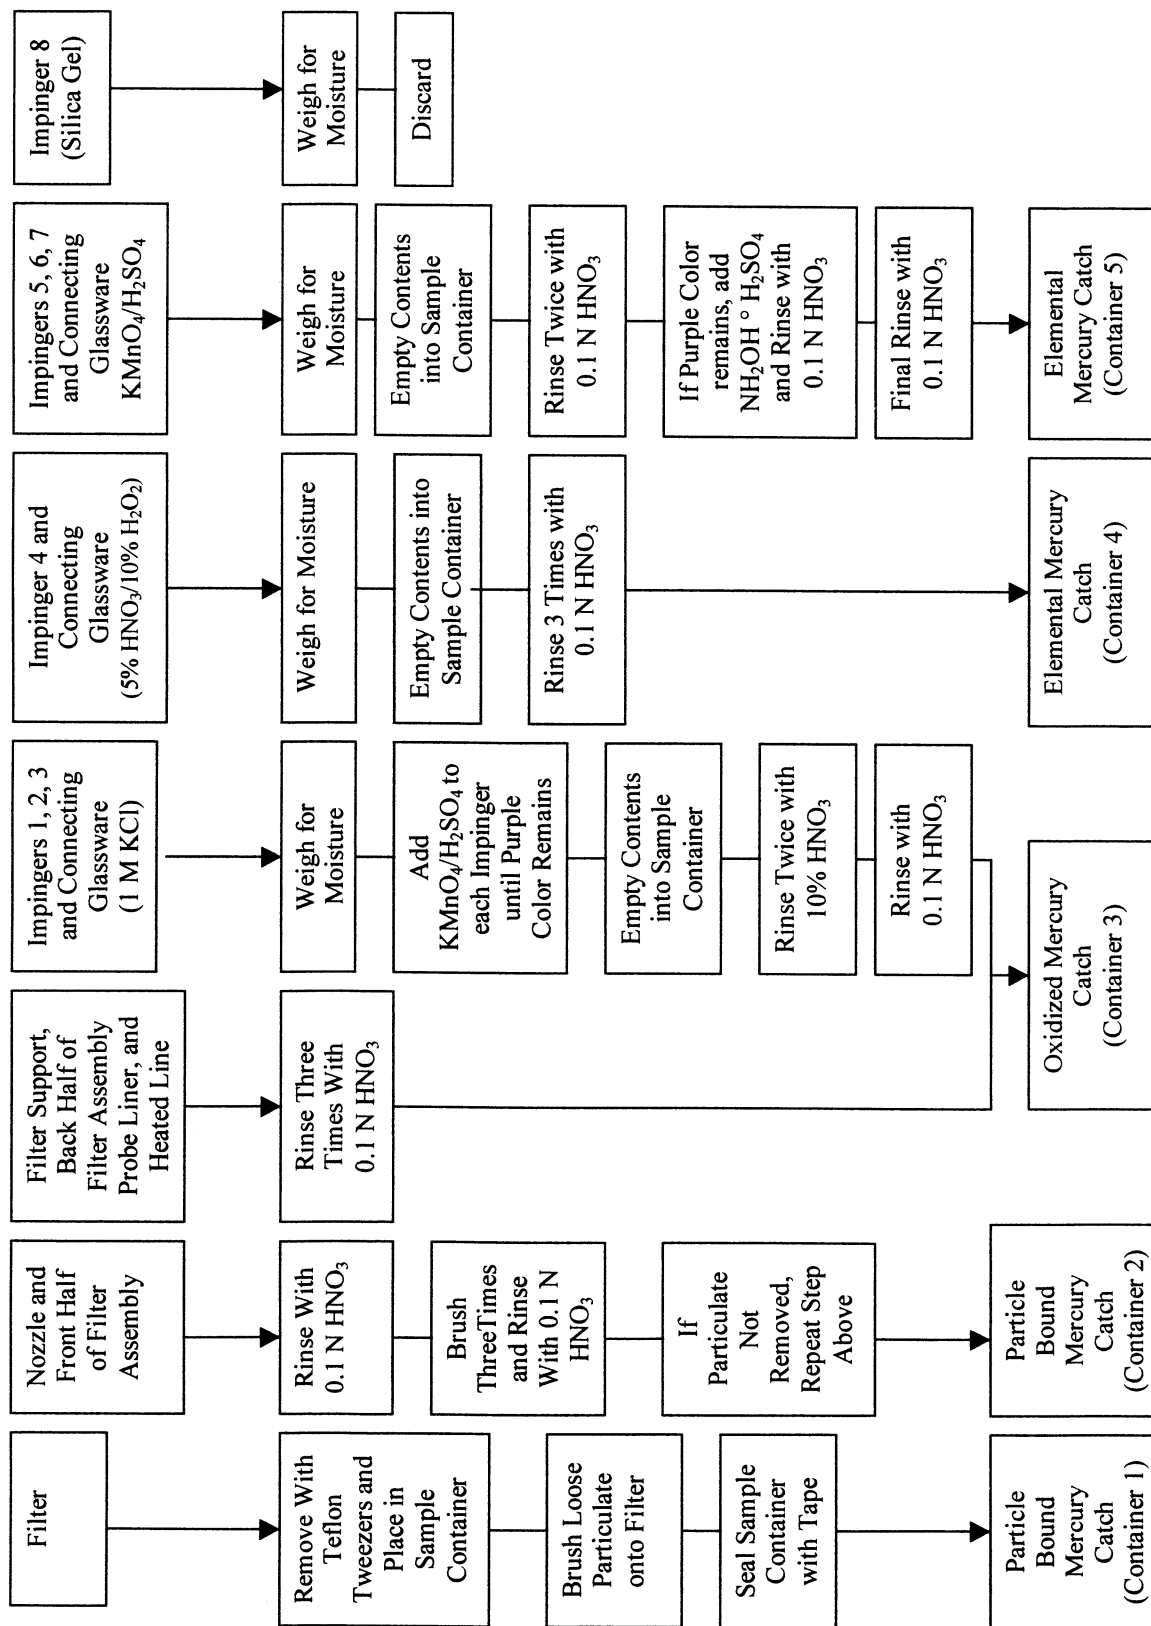 Filter
Remove With
Teflon
Tweezers and
Place in
Sample
Container
Brush Loose
Particulate
onto Filter
Seal Sample
Container
with Tape
Particle
Bound
Mercury
Catch
(Container 1)
Nozzle and
Front Half
of Filter
Assembly
Rinse With
0.1 N HNO₃
Brush
ThreeTimes
and Rinse
With 0.1 N
HNO₃
If
Particulate
Not
Removed,
Repeat Step
Above
Particle
Bound
Mercury
Catch
(Container 2)
Filter Support,
Back Half of
Filter Assembly
Probe Liner, and
Heated Line
Rinse Three
Times With
0.1 N HNO₃
Impingers 1, 2, 3
and Connecting
Glassware
(1 M KCl)
Weigh for
Moisture
Add
KMnO₄/H₂SO₄ to
each Impinger
until Purple
Color Remains
Empty Contents
into Sample
Container
Rinse Twice with
10% HNO₃
Rinse with
0.1 N HNO₃
Oxidized Mercury
Catch
(Container 3)
Impinger 4 and
Connecting
Glassware
(5% HNO₃/10% H₂O₂)
Weigh for Moisture
Empty Contents into
Sample Container
Rinse 3 Times with
0.1 N HNO₃
Elemental Mercury
Catch
(Container 4)
Impingers 5, 6, 7
and Connecting
Glassware
KMnO₄/H₂SO₄
Weigh for
Moisture
Empty Contents
into Sample
Container
Rinse Twice with
0.1 N HNO₃
If Purple Color
remains, add
NH₂OH ° H₂SO₄
and Rinse with
0.1 N HNO₃
Final Rinse with
0.1 N HNO₃
Elemental
Mercury Catch
(Container 5)
Impinger 8
(Silica Gel)
Weigh for
Moisture
Discard